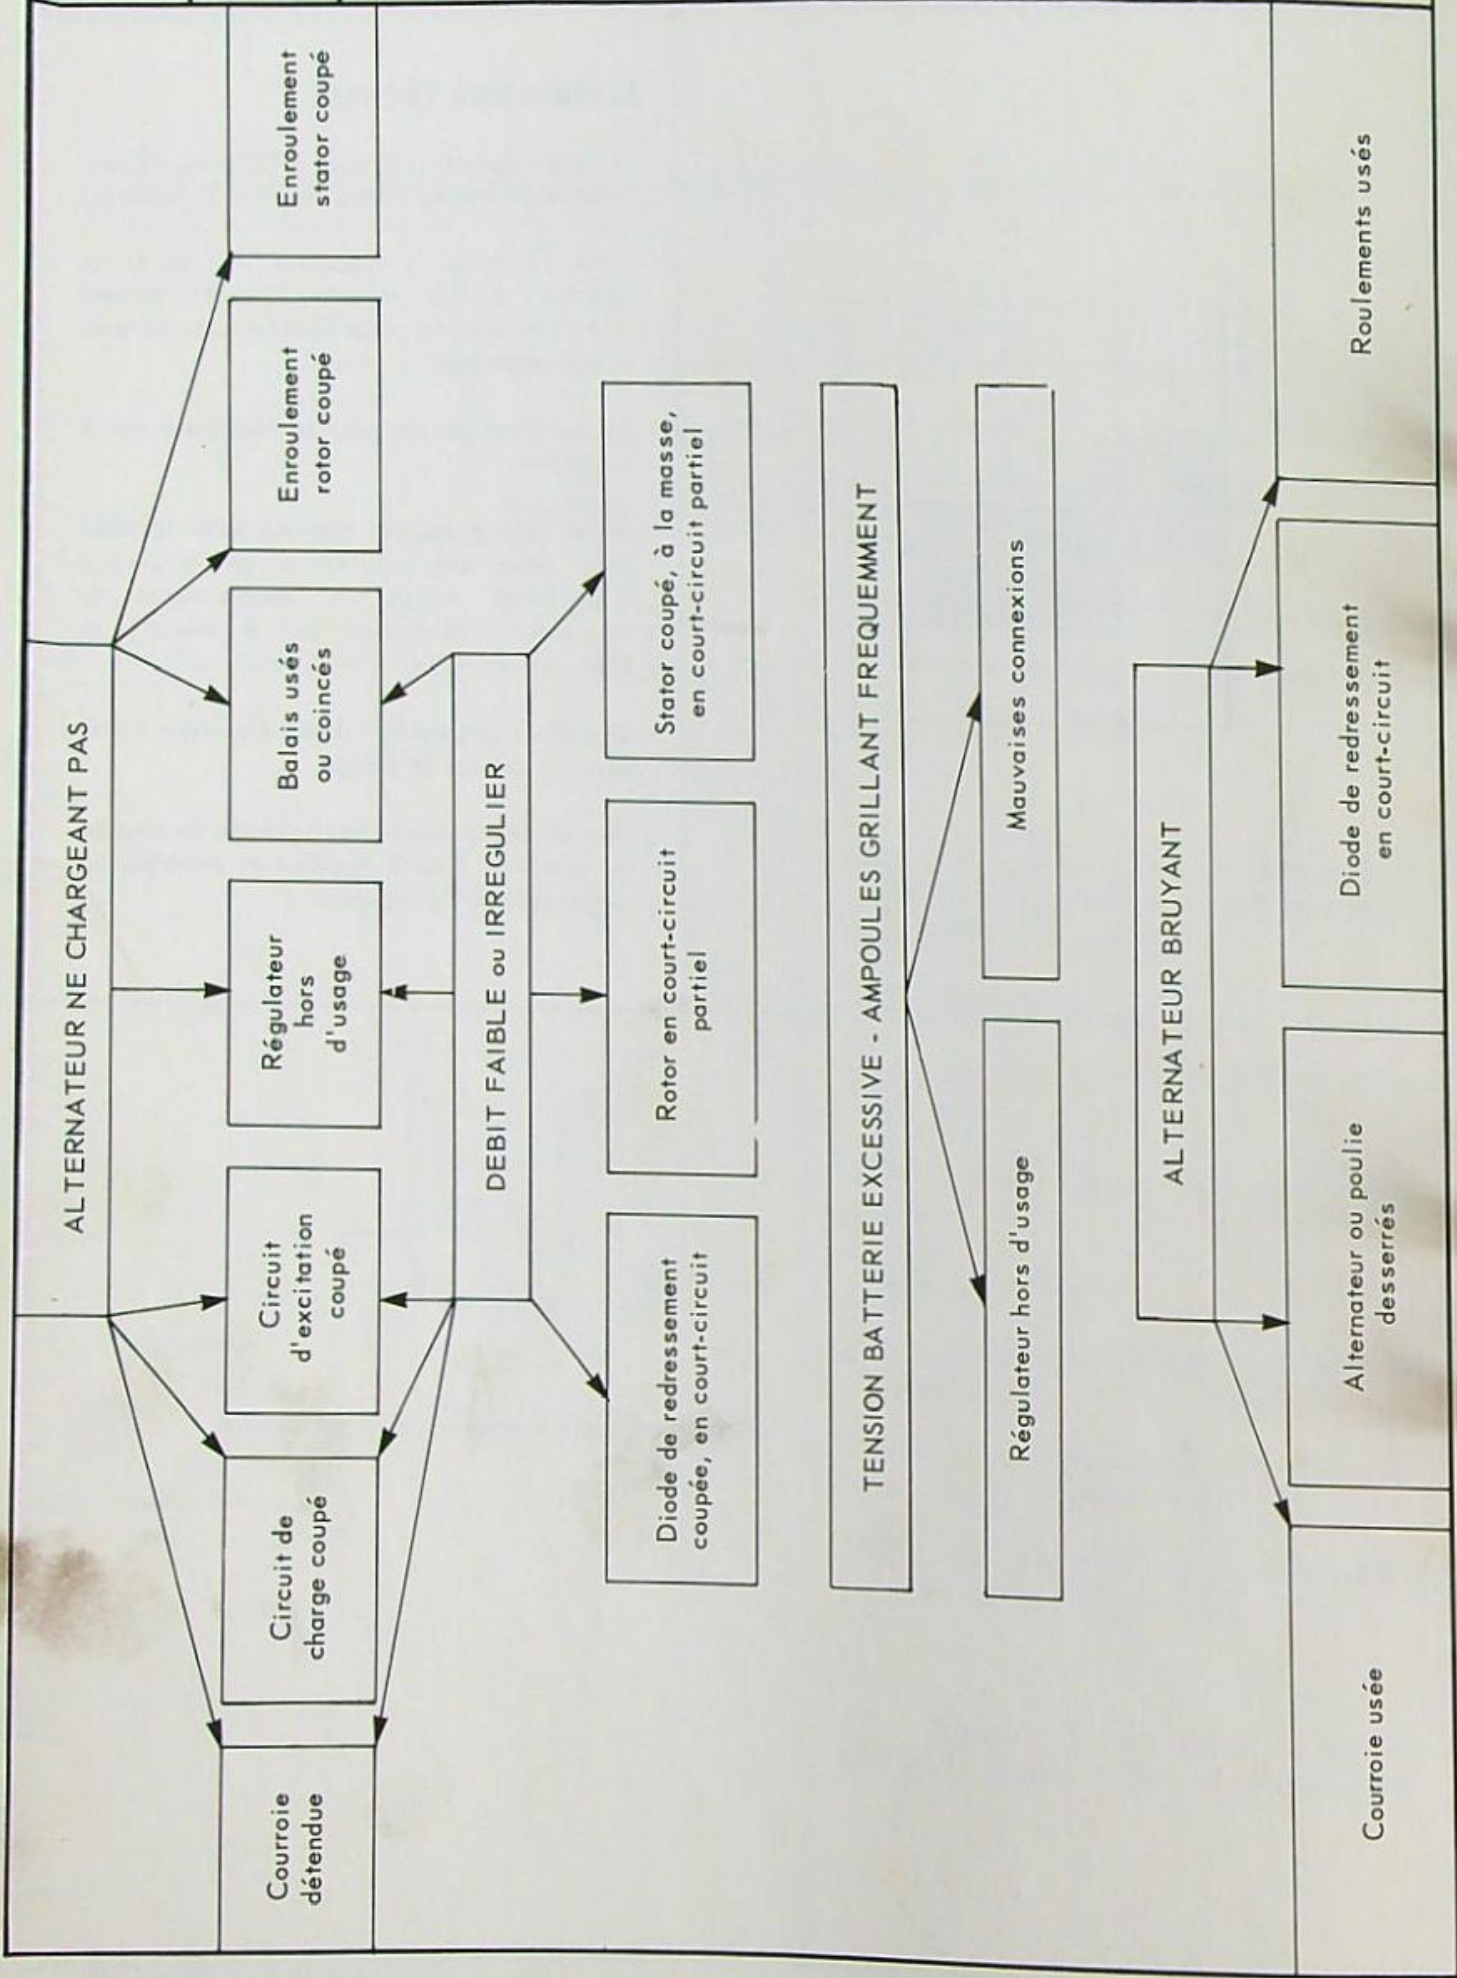 ALTERNATEUR NE CHARGEANT PAS
Courroie
détendue
Circuit de
charge coupé
Circuit
d'excitation
coupé
Régulateur
hors
d'usage
Balais usés
ou coincés
Enroulement
rotor coupé
Enroulement
stator coupé
DEBIT FAIBLE ou IRREGULIER
Diode de redressement
coupée, en court-circuit
Rotor en court-circuit
partiel
Stator coupé, à la masse,
en court-circuit partiel
TENSION BATTERIE EXCESSIVE - AMPOULES GRILLANT FREQUEMMENT
Régulateur hors d'usage
Mauvaises connexions
ALTERNATEUR BRUYANT
Courroie usée
Alternateur ou poulie
desserrés
Diode de redressement
en court-circuit
Roulements usés